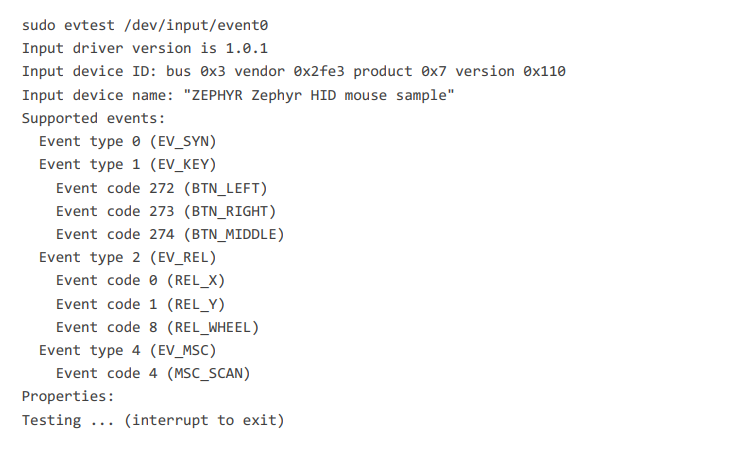 sudo evtest /dev/input/event0
Input driver version is 1.0.1
Input device ID: bus 0x3 vendor 0x2fe3 product 0x7 version 0x110
Input device name: "ZEPHYR Zephyr HID mouse sample"
Supported events:
  Event type 0 (EV_SYN)
  Event type 1 (EV_KEY)
    Event code 272 (BTN_LEFT)
    Event code 273 (BTN_RIGHT)
    Event code 274 (BTN_MIDDLE)
  Event type 2 (EV_REL)
    Event code 0 (REL_X)
    Event code 1 (REL_Y)
    Event code 8 (REL_WHEEL)
  Event type 4 (EV_MSC)
    Event code 4 (MSC_SCAN)
Properties:
Testing ... (interrupt to exit)